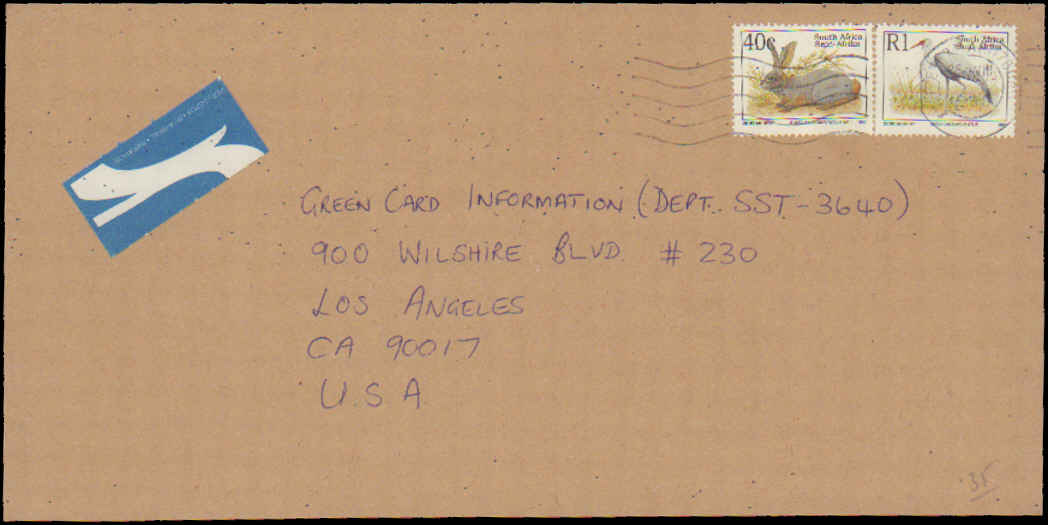 40c South Africa
Suid-Afrika
R1 South Africa
Suid-Afrika
GREEN CARD INFORMATION (DEPT. SST-3640)
900 WILSHIRE BLVD. # 230
LOS ANGELES
CA 90017
U.S A
35